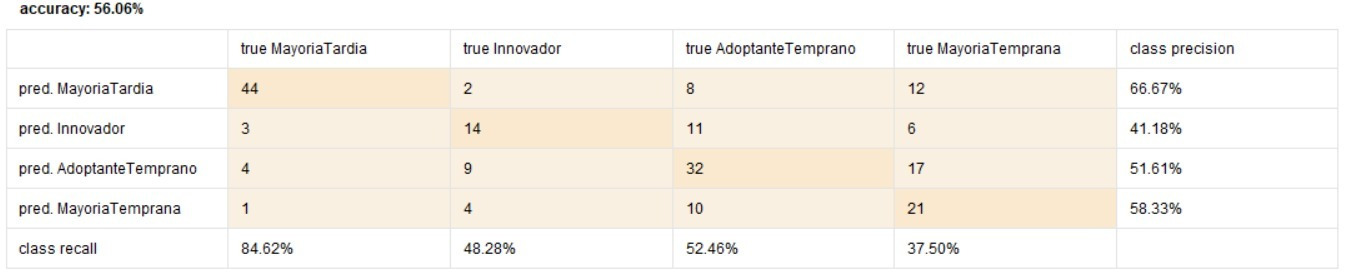 accuracy: 56.06%
true MayoriaTardia true Innovador true AdoptanteTemprano true MayoriaTemprana class precision
pred. MayoriaTardia 44 2 8 12 66.67%
pred. Innovador 3 14 11 6 41.18%
pred. AdoptanteTemprano 4 9 32 17 51.61%
pred. MayoriaTemprana 1 4 10 21 58.33%
class recall 84.62% 48.28% 52.46% 37.50%